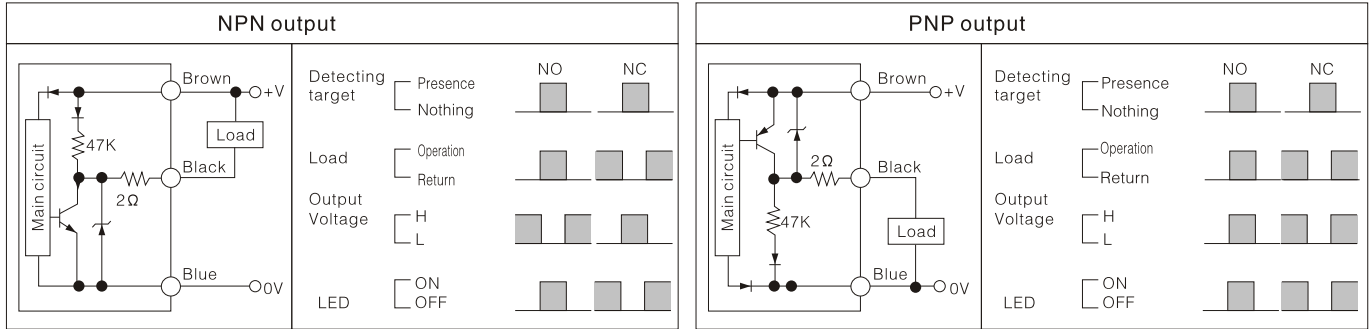 NPN output
Brown
+V
Load
47K
Black
2Ω
Main circuit
Blue
0V
NO NC
Detecting target
Presence
Nothing
Load
Operation
Return
Output Voltage
H
L
LED
ON
OFF
PNP output
Brown
+V
2Ω
Black
Main circuit
47K
Load
Blue
0V
NO NC
Detecting target
Presence
Nothing
Load
Operation
Return
Output Voltage
H
L
LED
ON
OFF